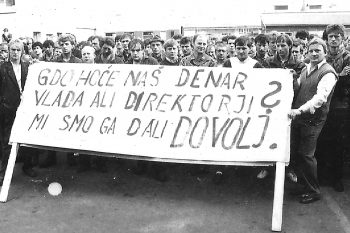 GDO HOČE NAŠ DENAR
VLADA ALI DIREKTORJI?
MI SMO GA DALI DOVOLJ.